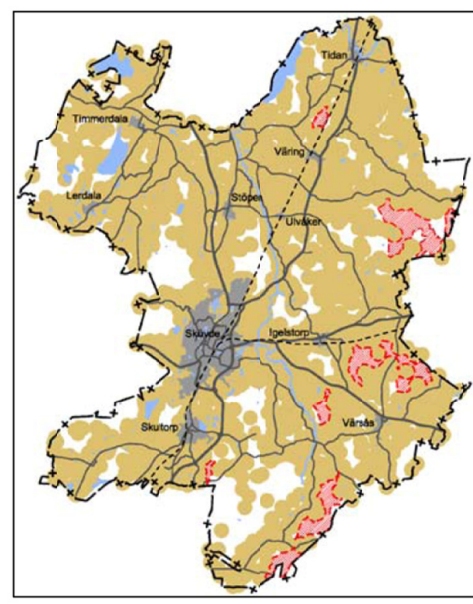 Tidan
Timmerdala
Väring
Lerdala
Stöpen
Ulvåker
Skövde
Igelstorp
Värsås
Skultorp